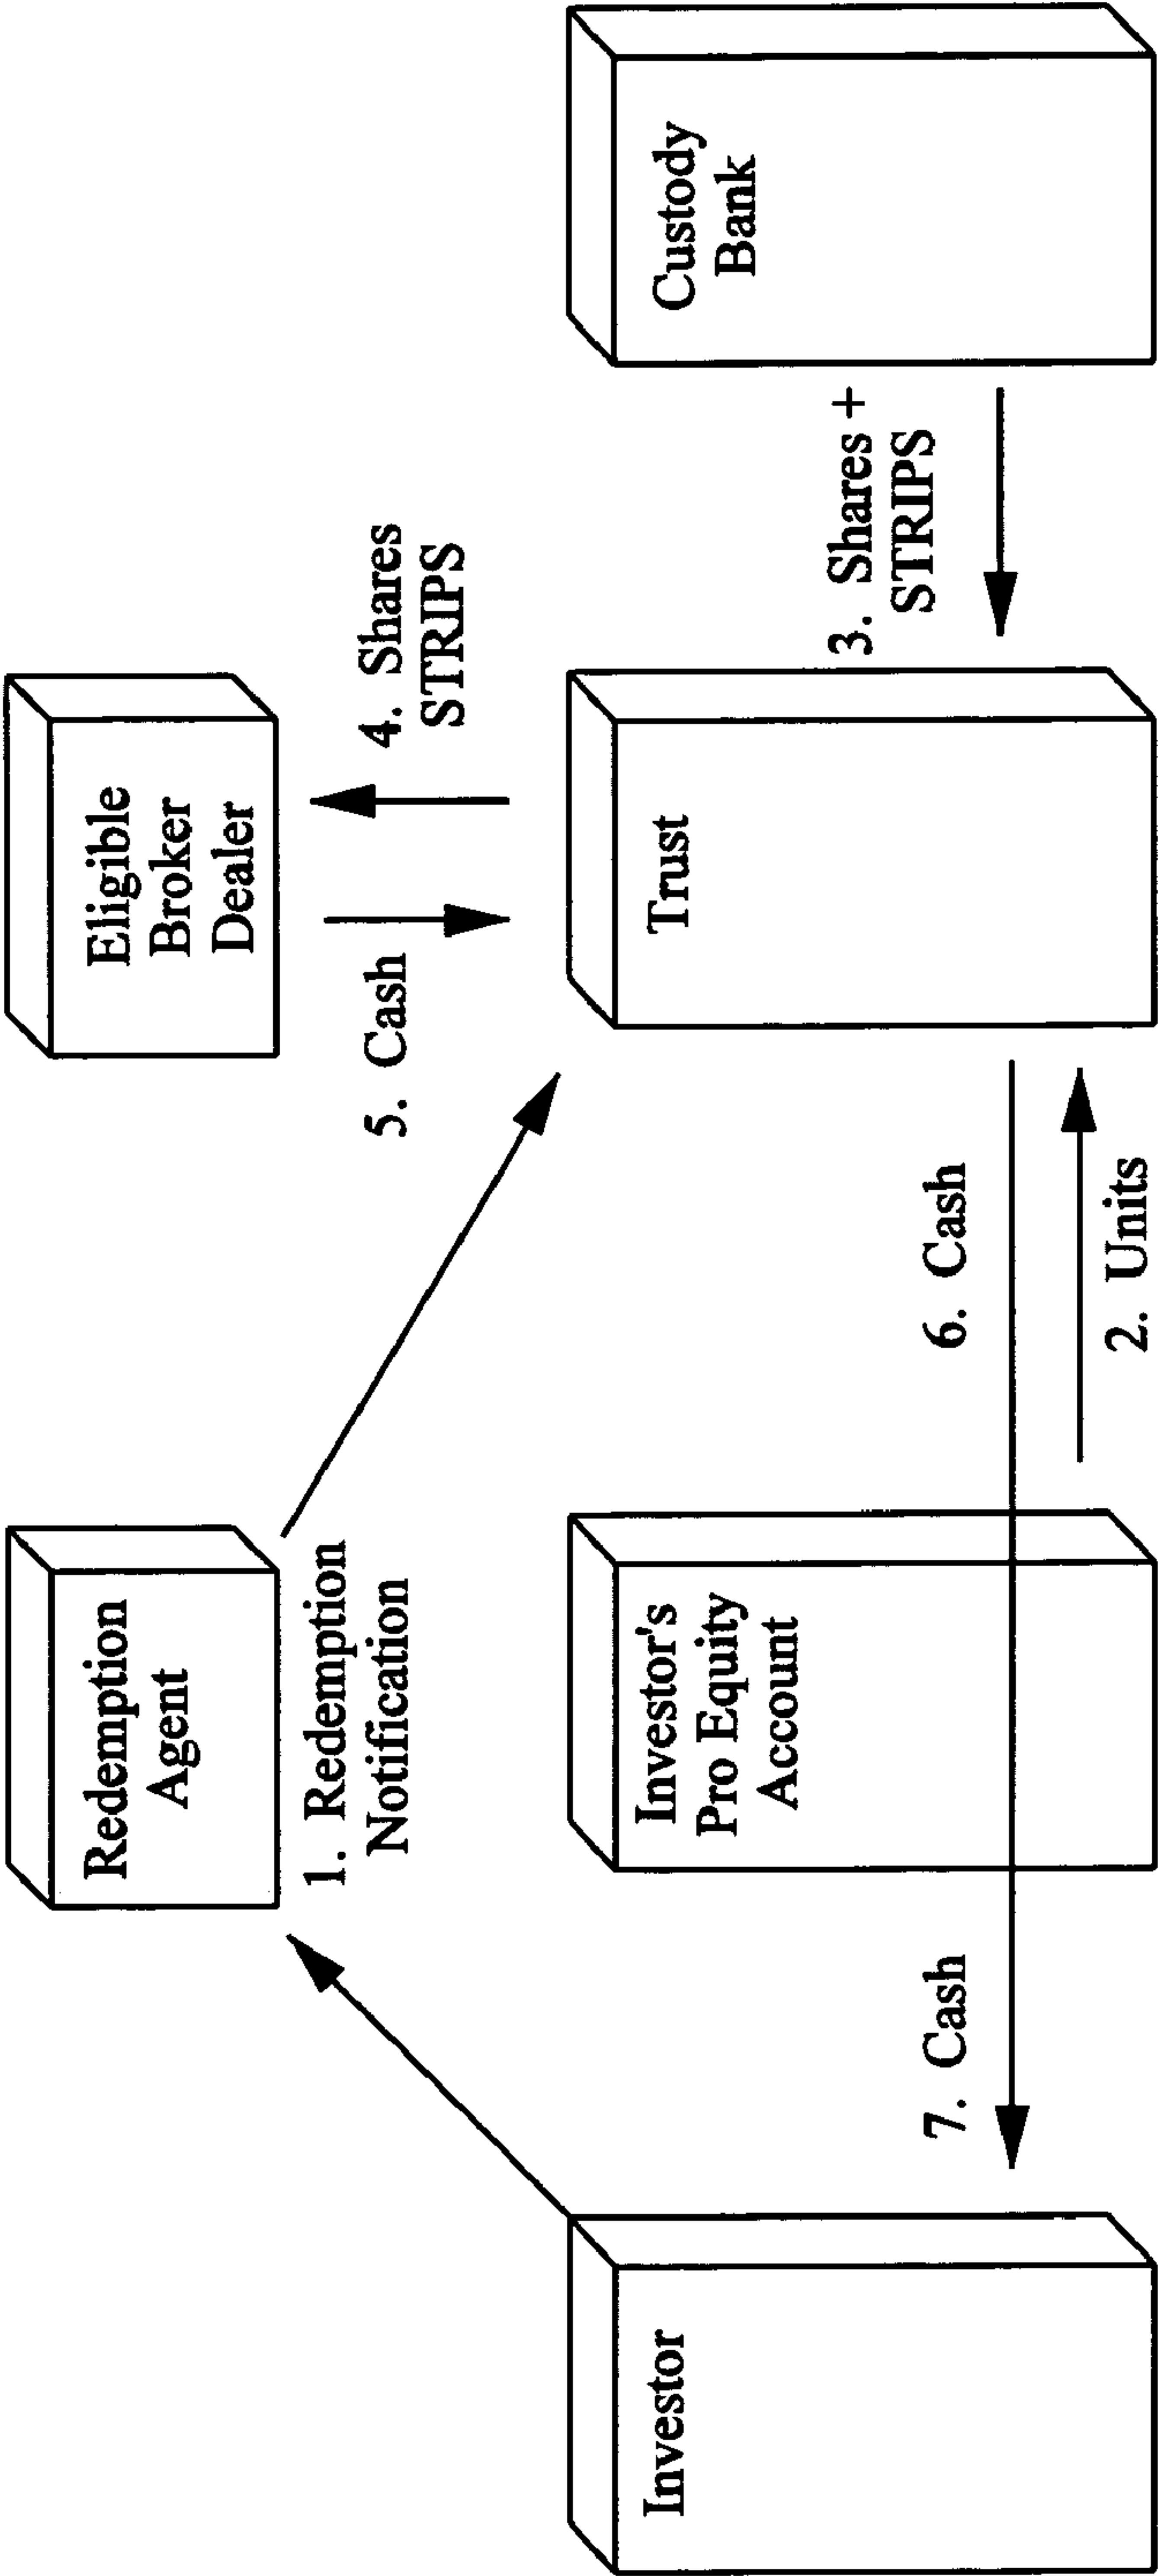 Redemption
Agent
Eligible
Broker
Dealer
1. Redemption
Notification
5. Cash
4. Shares
STRIPS
Investor
Investor's
Pro Equity
Account
Trust
Custody
Bank
7. Cash
6. Cash
2. Units
3. Shares +
STRIPS